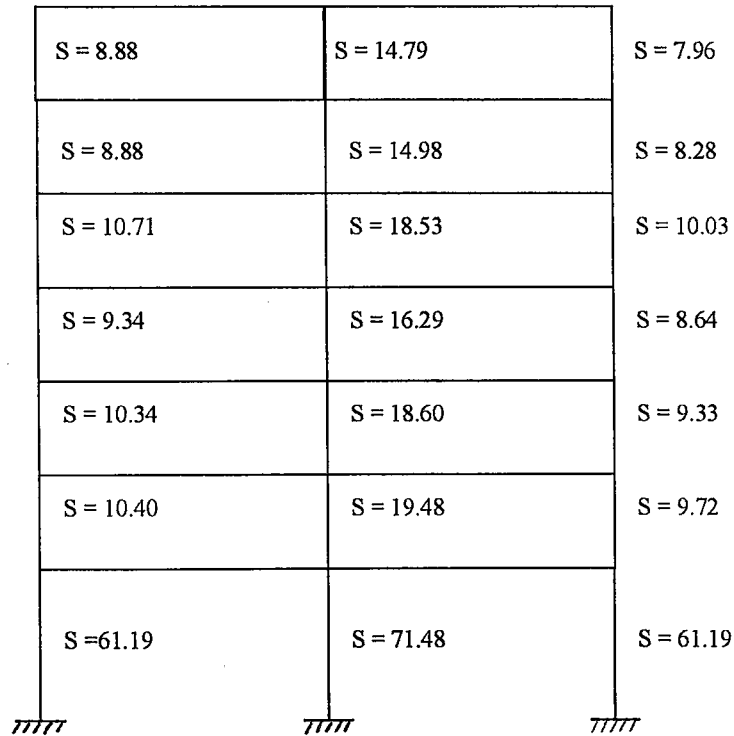 S = 8.88 S = 14.79 S = 7.96
S = 8.88 S = 14.98 S = 8.28
S = 10.71 S = 18.53 S = 10.03
S = 9.34 S = 16.29 S = 8.64
S = 10.34 S = 18.60 S = 9.33
S = 10.40 S = 19.48 S = 9.72
S =61.19 S = 71.48 S = 61.19